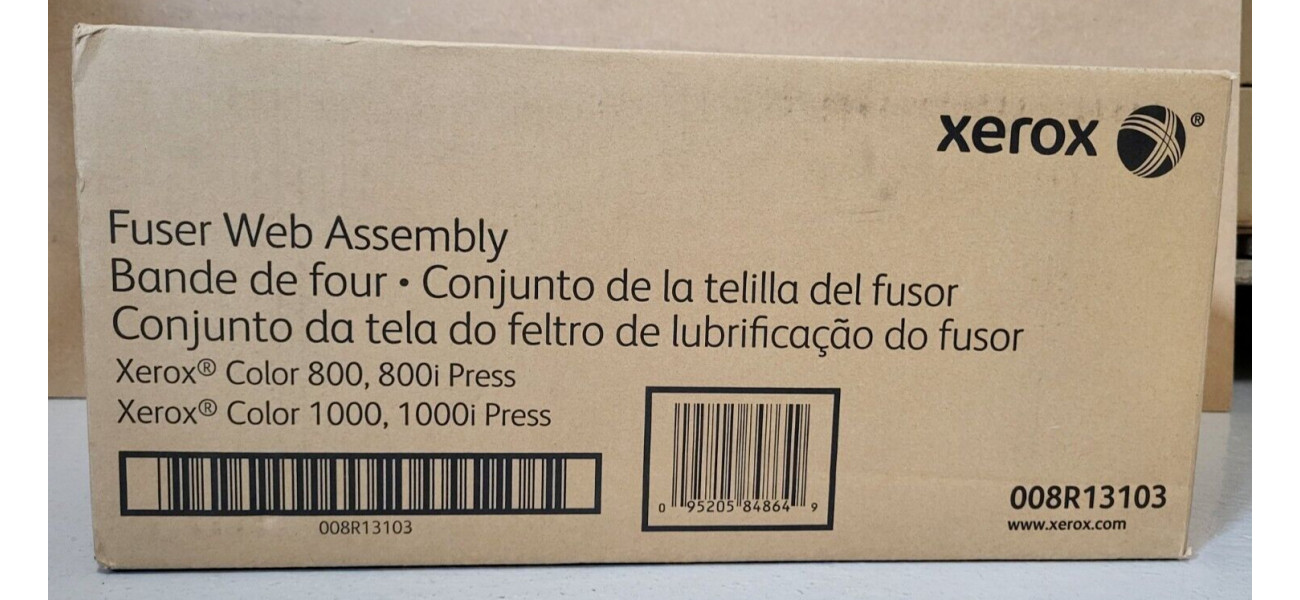 xerox ®
Fuser Web Assembly
Bande de four • Conjunto de la telilla del fusor
Conjunto da tela do feltro de lubrificação do fusor
Xerox® Color 800, 800i Press
Xerox® Color 1000, 1000i Press
008R13103
0 95205 84864 9
008R13103
www.xerox.com